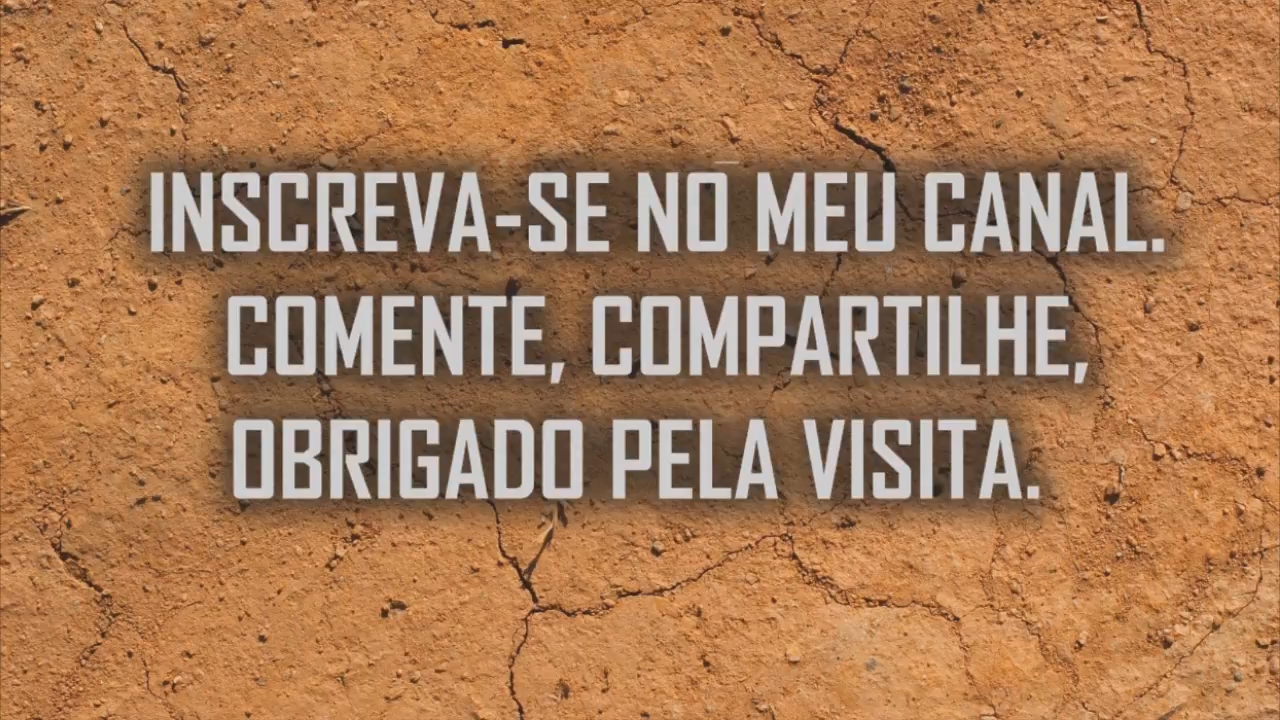 INSCREVA-SE NO MEU CANAL.
COMENTE, COMPARTILHE,
OBRIGADO PELA VISITA.